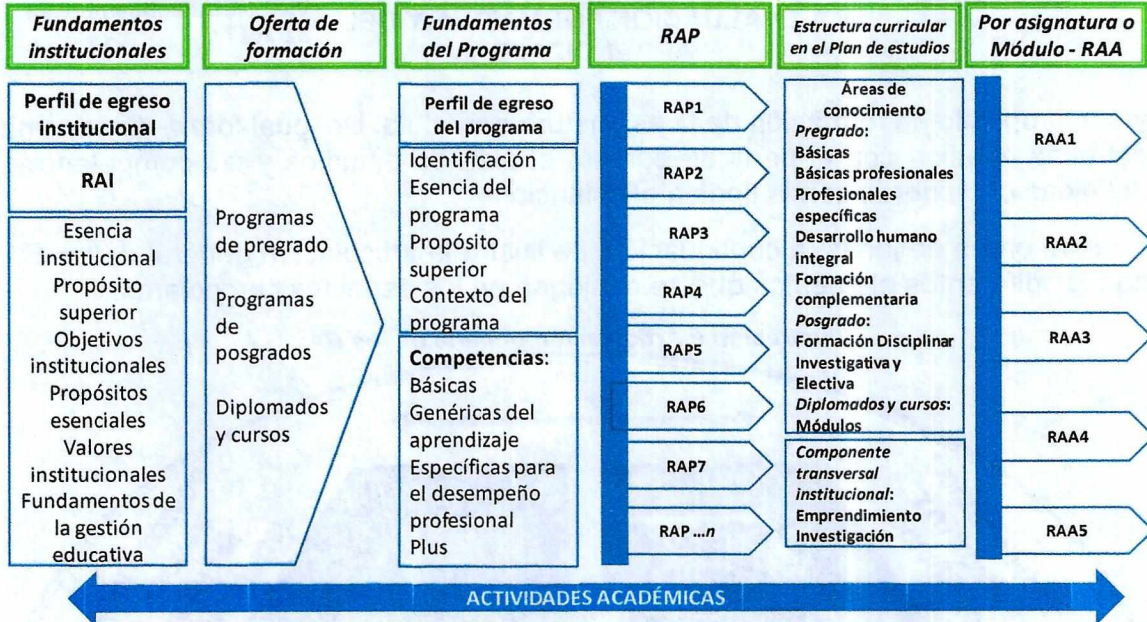 Fundamentos
institucionales
Oferta de
formación
Fundamentos
del Programa
RAP
Estructura curricular
en el Plan de estudios
Por asignatura o
Módulo - RAA
Perfil de egreso
institucional
RAI
Esencia
institucional
Propósito
superior
Objetivos
institucionales
Propósitos
esenciales
Valores
institucionales
Fundamentos de
la gestión
educativa
Programas
de pregrado
Programas
de
posgrados
Diplomados
y cursos
Perfil de egreso
del programa
Identificación
Esencia del
programa
Propósito
superior
Contexto del
programa
Competencias:
Básicas
Genéricas del
aprendizaje
Específicas para
el desempeño
profesional
Plus
RAP1
RAP2
RAP3
RAP4
RAP5
RAP6
RAP7
RAP ...n
Áreas de
conocimiento
Pregrado:
Básicas
Básicas profesionales
Profesionales
específicas
Desarrollo humano
Integral
Formación
complementaria
Posgrado:
Formación Disciplinar
Investigativa y
Electiva
Diplomados y cursos:
Módulos
Componente
transversal
institucional:
Emprendimiento
Investigación
RAA1
RAA2
RAA3
RAA4
RAA5
ACTIVIDADES ACADÉMICAS